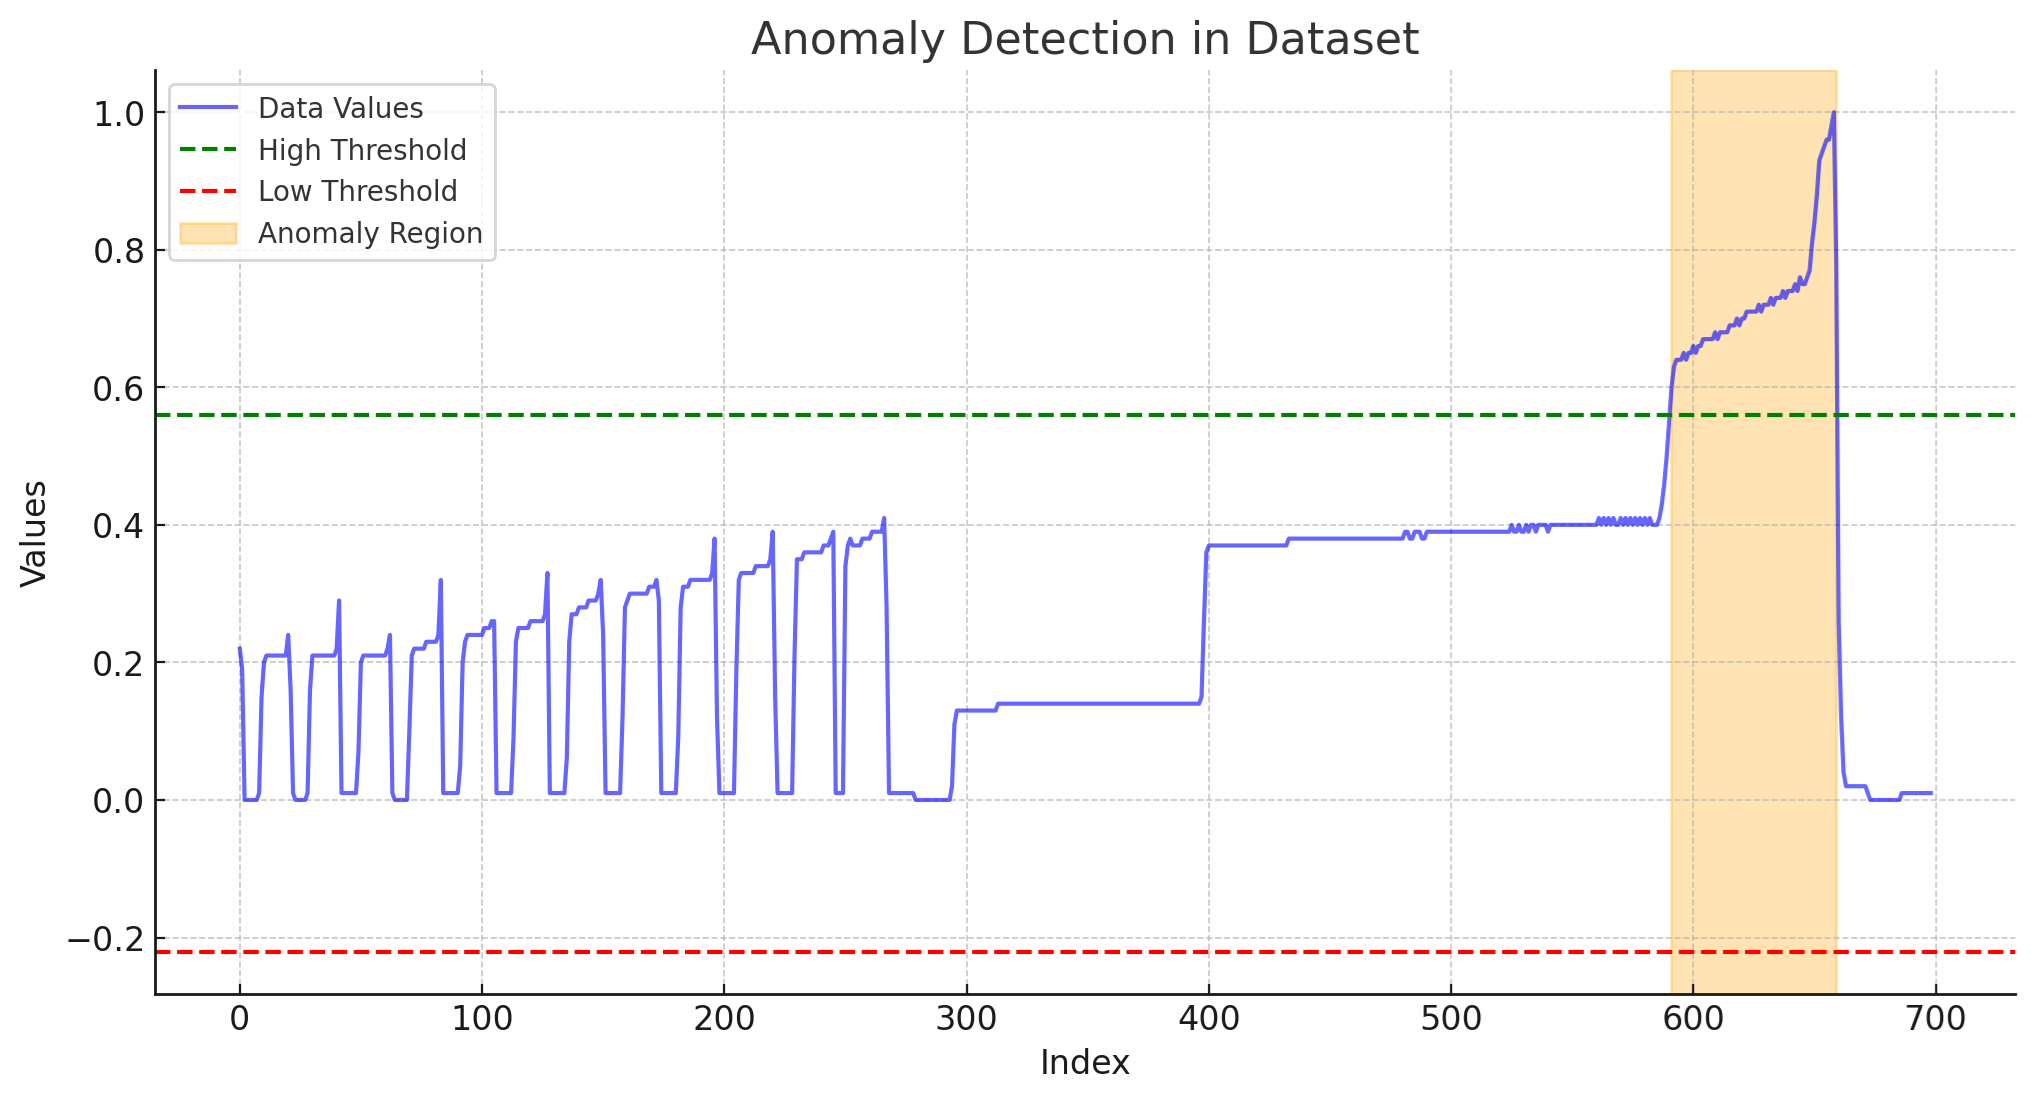 Anomaly Detection in Dataset
Data Values
High Threshold
Low Threshold
Anomaly Region
1.0
0.8
0.6
0.4
0.2
0.0
−0.2
Values
0 100 200 300 400 500 600 700
Index